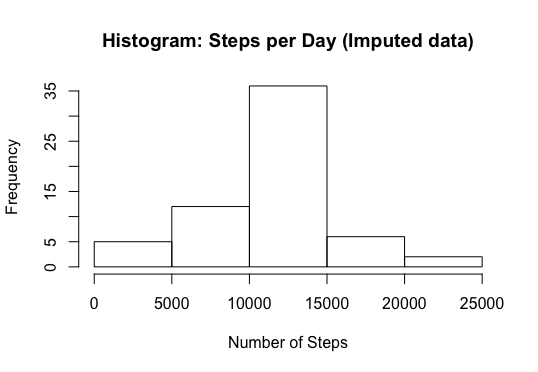 Histogram: Steps per Day (Imputed data)
Frequency
35
25
15
5
0
0 5000 10000 15000 20000 25000
Number of Steps